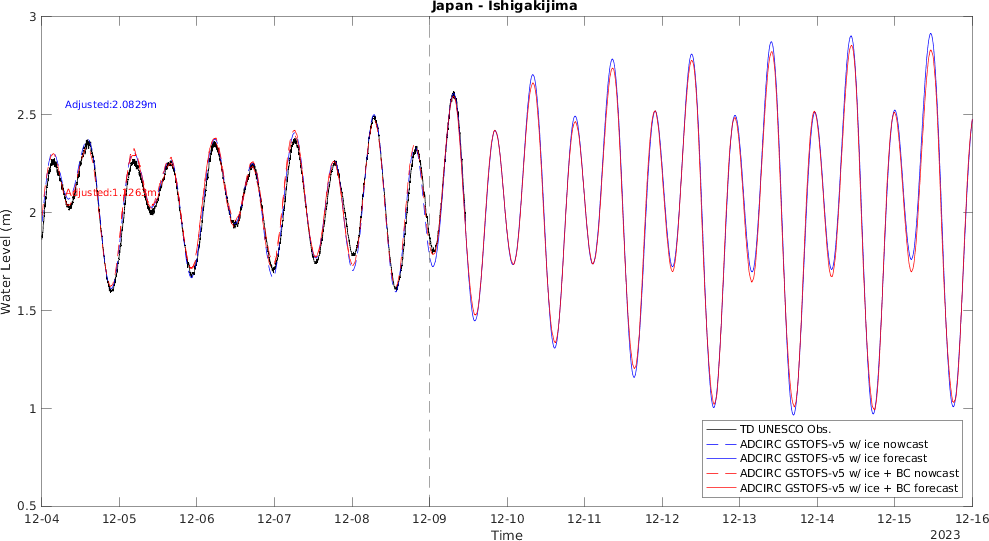 Japan - Ishigakijima
3
2.5
2
1.5
1
0.5
Water Level (m)
Adjusted:2.0829m
Adjusted:1.1263m
TD UNESCO Obs.
ADCIRC GSTOFS-v5 w/ ice nowcast
ADCIRC GSTOFS-v5 w/ ice forecast
ADCIRC GSTOFS-v5 w/ ice + BC nowcast
ADCIRC GSTOFS-v5 w/ ice + BC forecast
12-04 12-05 12-06 12-07 12-08 12-09 12-10 12-11 12-12 12-13 12-14 12-15 12-16
Time
2023